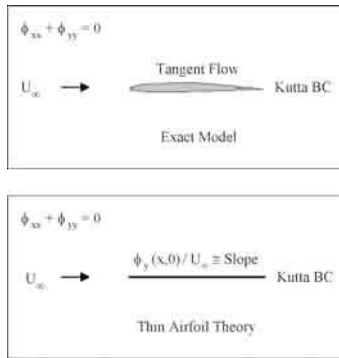 ϕxx + ϕyy = 0
Tangent Flow
U∞ Kutta BC
Exact Model
ϕxx + ϕyy = 0
ϕy (x,0) / U∞ ≅ Slope
U∞ Kutta BC
Thin Airfoil Theory